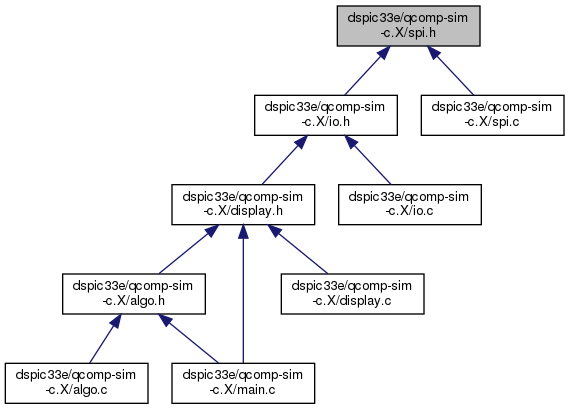 dspic33e/qcomp-sim
-c.X/spi.h
dspic33e/qcomp-sim
-c.X/io.h
dspic33e/qcomp-sim
-c.X/spi.c
dspic33e/qcomp-sim
-c.X/display.h
dspic33e/qcomp-sim
-c.X/io.c
dspic33e/qcomp-sim
-c.X/algo.h
dspic33e/qcomp-sim
-c.X/display.c
dspic33e/qcomp-sim
-c.X/algo.c
dspic33e/qcomp-sim
-c.X/main.c